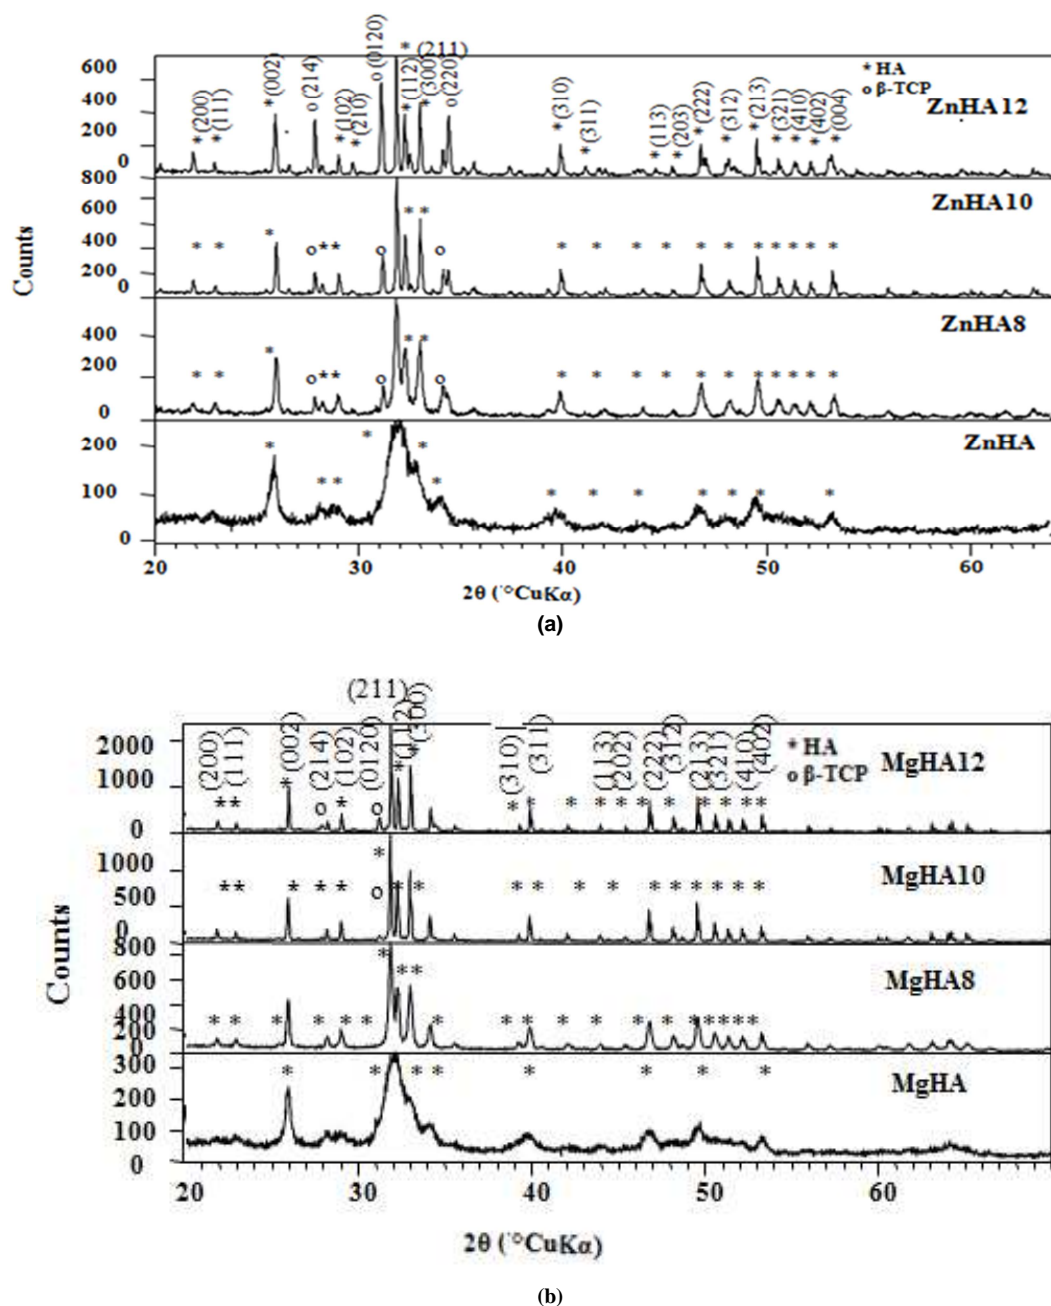 (211)
* (200)
* (111)
* (002)
o (214)
* (102)
* (210)
o (0120)
*
* (112)
* (300)
o (220)
* (310)
* (311)
* (113)
* (203)
* (222)
* (312)
* (213)
* (321)
* (410)
* (402)
* (004)
* HA
o β-TCP
ZnHA12
600
400
200
0
800
ZnHA10
600
400
200
0
* * * o * * o * * o * * * * * * * * * * *
ZnHA8
400
200
0
* * * o * * o * * o * * * * * * * * * * *
ZnHA
200
100
0
* * * * * * * * * * * * *
Counts
20 30 40 50 60
2θ (°CuKα)
(a)
(211)
(200)
(111)
* (002)
(214)
(102)
(0120)
* (112)
* (300)
(310)
(311)
(113)
(202)
(222)
(312)
(213)
(321)
(410)
(402)
* HA
o β-TCP
MgHA12
2000
1000
0
* * o * o * * * * * * * * * * *
MgHA10
1000
500
0
* * * * * * o * * * * * * * * * * * *
MgHA8
800
600
400
200
* * * * * * * * * * * * * * * * * * * *
MgHA
300
200
100
0
* * * * * * * *
Counts
20 30 40 50 60
2θ (°CuKα)
(b)